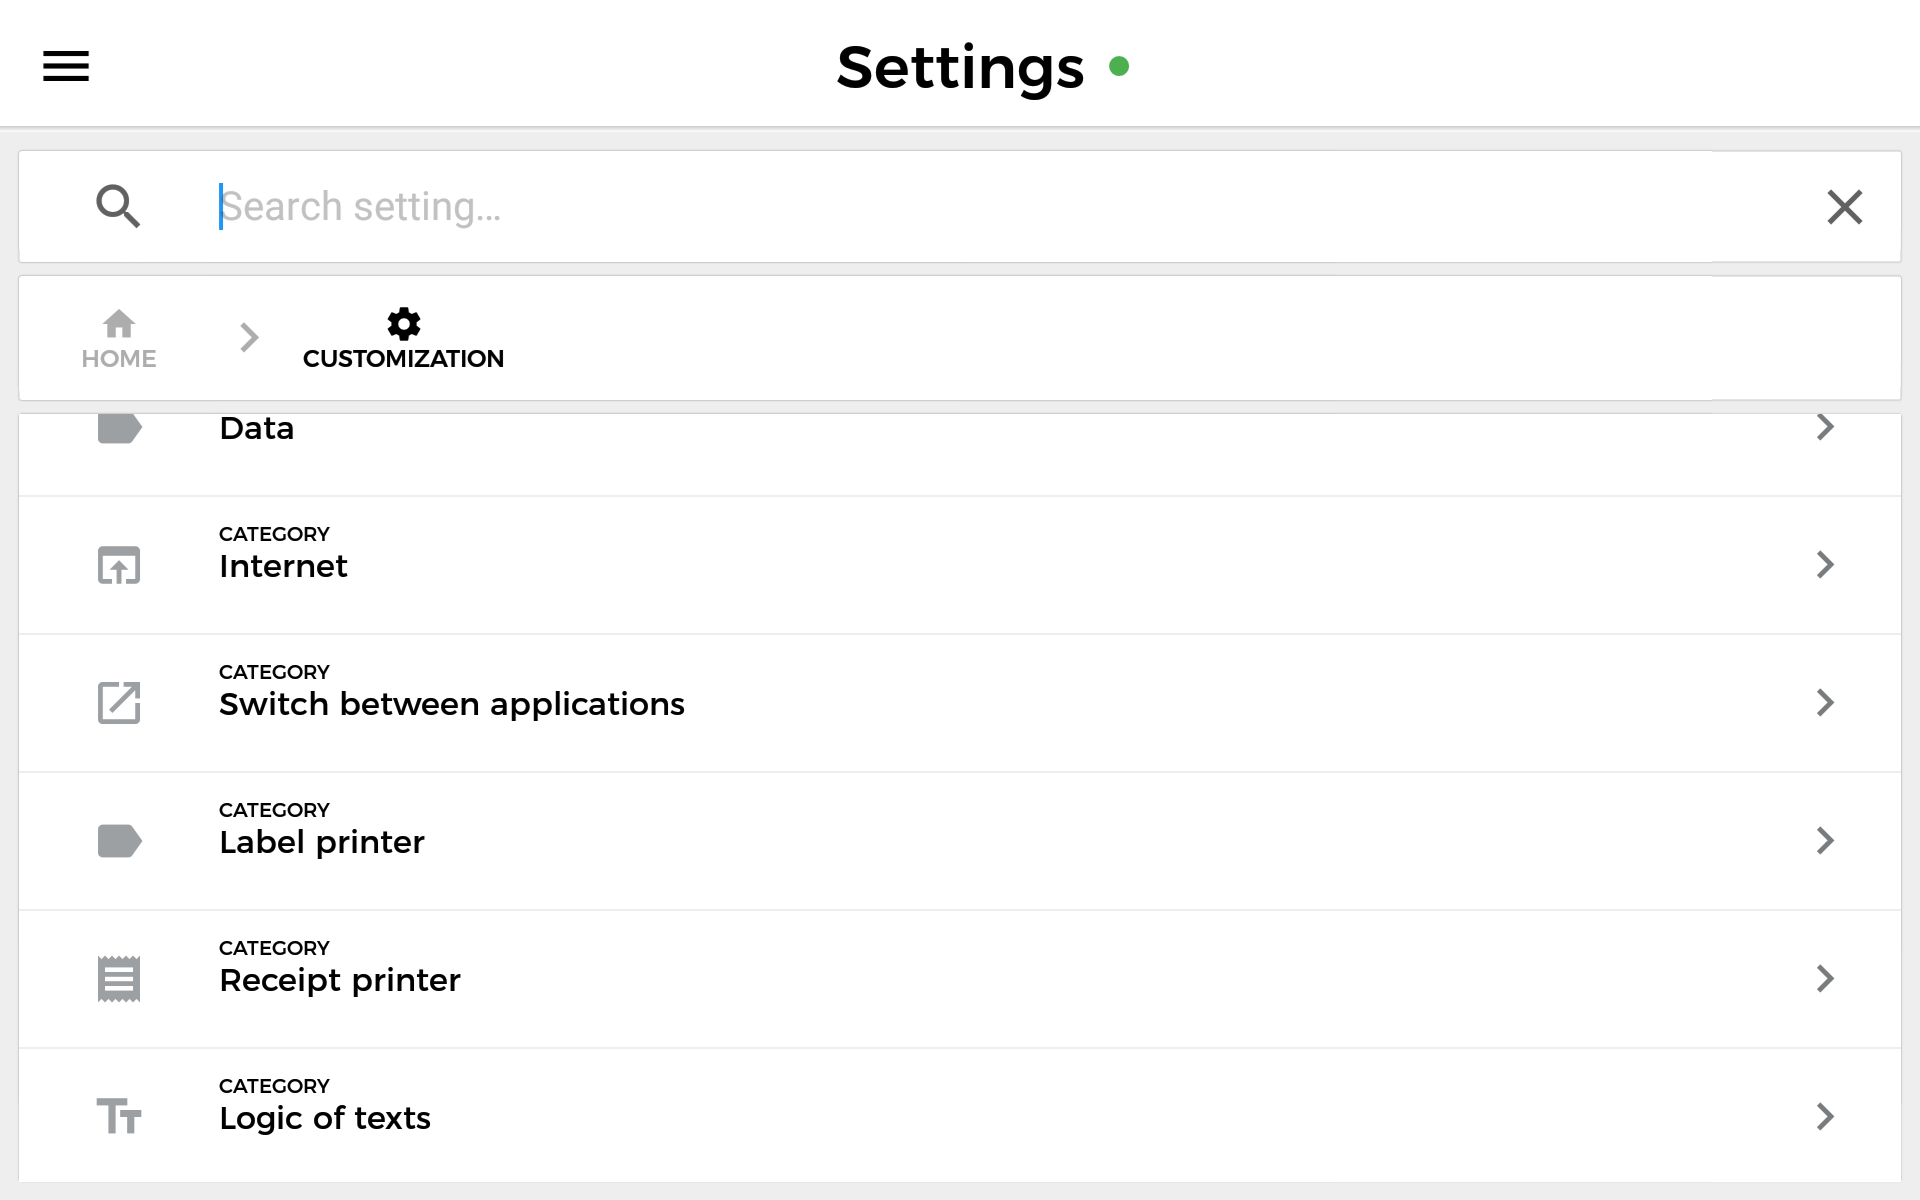 Settings
Search setting...
HOME
CUSTOMIZATION
Data
CATEGORY
Internet
CATEGORY
Switch between applications
CATEGORY
Label printer
CATEGORY
Receipt printer
CATEGORY
Logic of texts